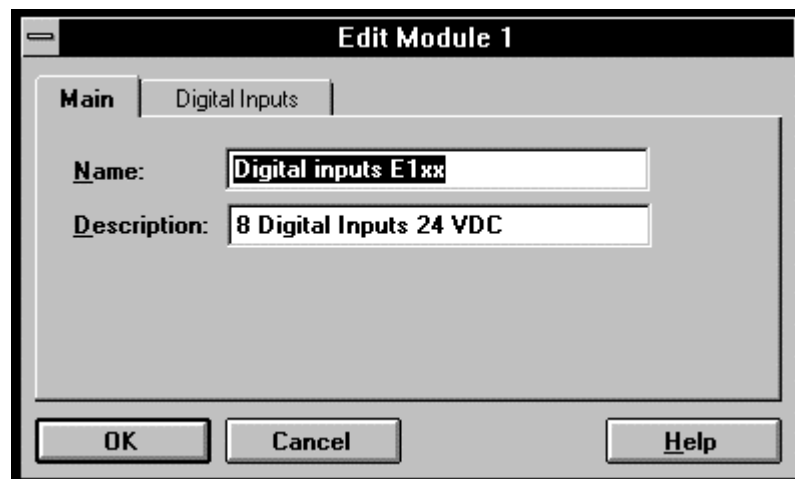 Edit Module 1
Main Digital Inputs
Name: Digital inputs E1xx
Description: 8 Digital Inputs 24 VDC
OK Cancel Help